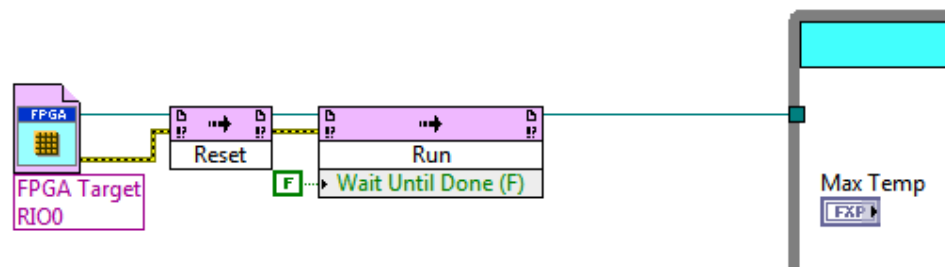 FPGA
Reset
Run
F
Wait Until Done (F)
FPGA Target
RIO0
Max Temp
FXP